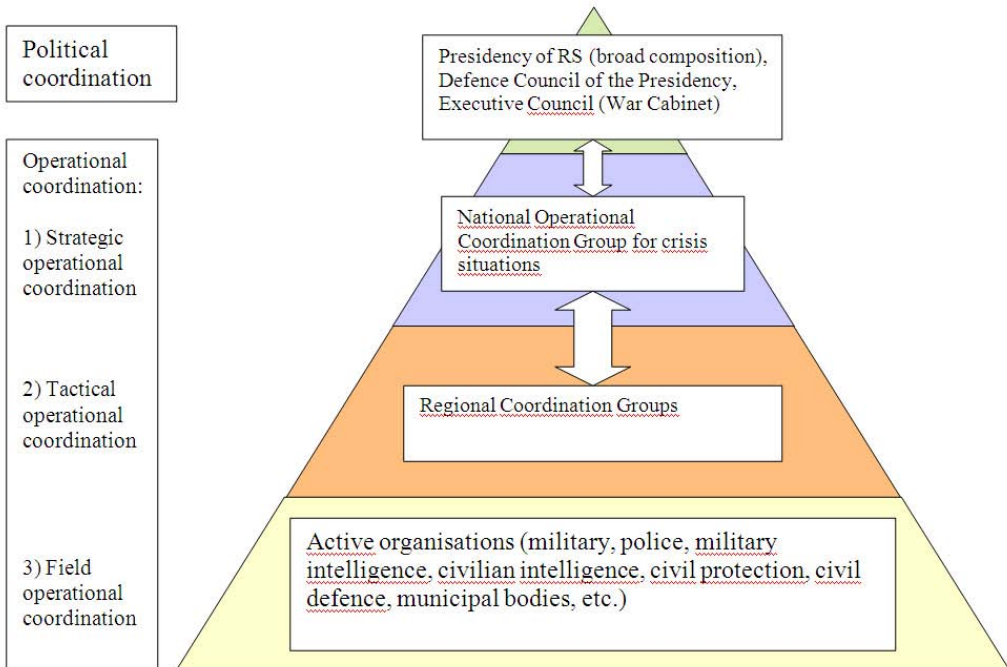 Political
coordination
Presidency of RS (broad composition),
Defence Council of the Presidency,
Executive Council (War Cabinet)
Operational
coordination:
1) Strategic
operational
coordination
National Operational
Coordination Group for crisis
situations
2) Tactical
operational
coordination
Regional Coordination Groups
3) Field
operational
coordination
Active organisations (military, police, military
intelligence, civilian intelligence, civil protection, civil
defence, municipal bodies, etc.)